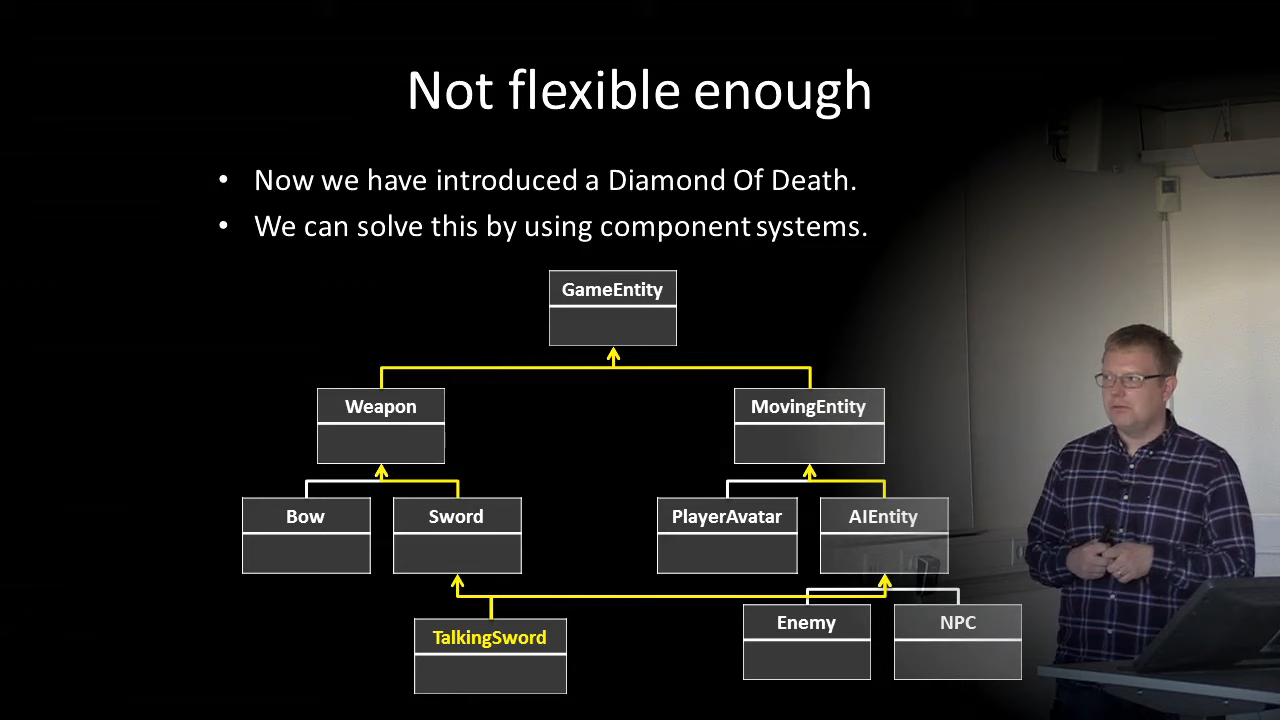 Not flexible enough
• Now we have introduced a Diamond Of Death.
• We can solve this by using component systems.
GameEntity
Weapon
MovingEntity
Bow
Sword
PlayerAvatar
AIEntity
TalkingSword
Enemy
NPC